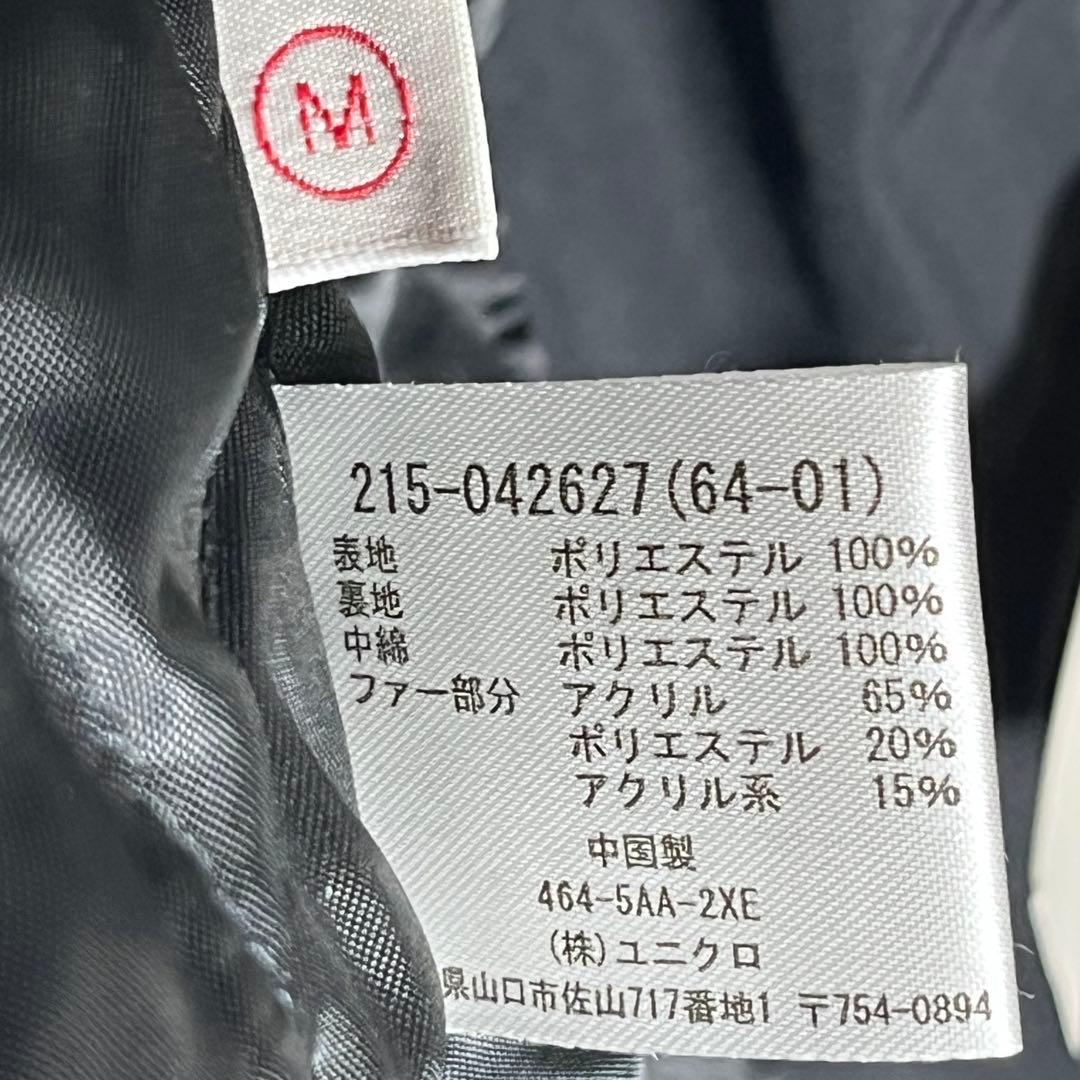 M
215-042627(64-01)
表地 ポリエステル 100%
裏地 ポリエステル 100%
中綿 ポリエステル 100%
ファー部分 アクリル 65%
ポリエステル 20%
アクリル系 15%
中国製
464-5AA-2XE
(株)ユニクロ
県山口市佐山717番地1 〒754-0894